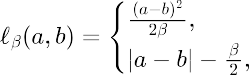 ℓ_β(a, b) = { (a−b)² / 2β ,
|a − b| − β/2 ,